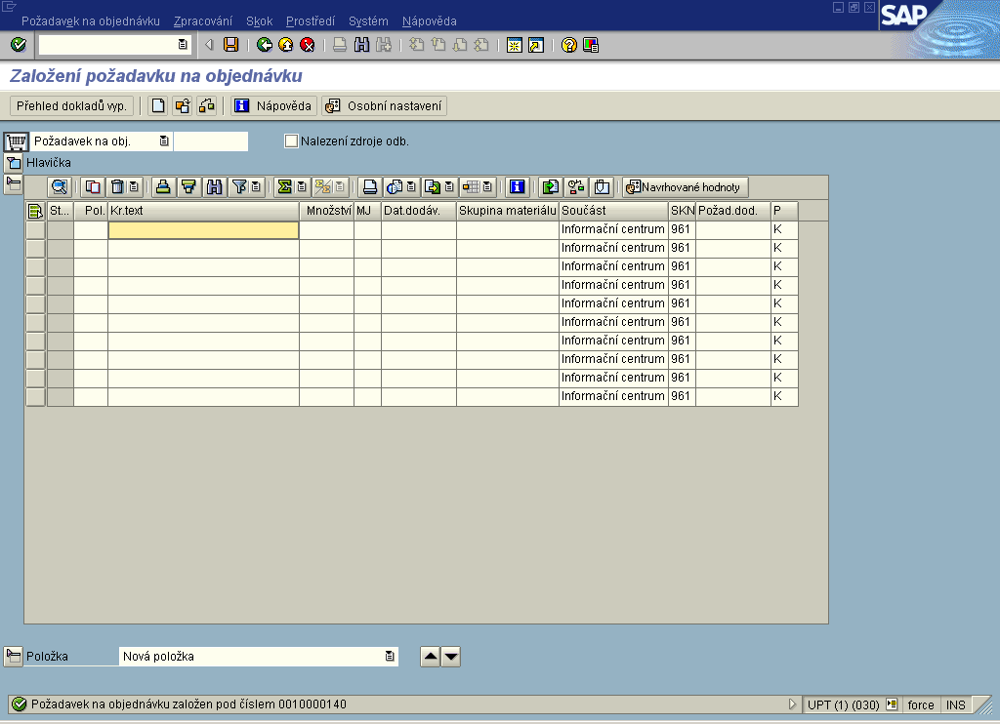 Požadavek na objednávku Zpracování Skok Prostředí Systém Nápověda
SAP
Založení požadavku na objednávku
Přehled dokladů vyp. Nápověda Osobní nastavení
Požadavek na obj. Nalezení zdroje odb.
Hlavička
Navrhované hodnoty
St... Pol. Kr.text Množství MJ Dat.dodáv. Skupina materiálu Součást SKN Požad.dod. P
Informační centrum 961 K
Informační centrum 961 K
Informační centrum 961 K
Informační centrum 961 K
Informační centrum 961 K
Informační centrum 961 K
Informační centrum 961 K
Informační centrum 961 K
Informační centrum 961 K
Informační centrum 961 K
Položka Nová položka
Požadavek na objednávku založen pod číslem 0010000140 UPT (1) (030) force INS